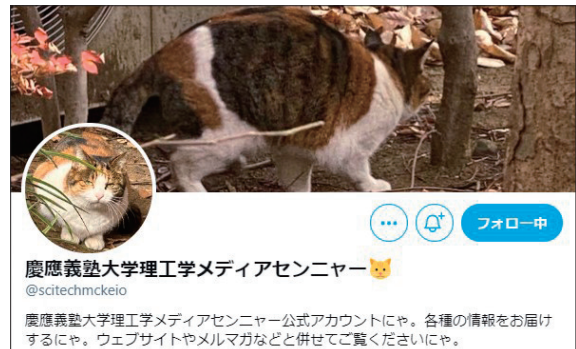 フォロー中
慶應義塾大学理工学メディアセンニャー🐱
@scitechmckeio
慶應義塾大学理工学メディアセンニャー公式アカウントにゃ。各種の情報をお届け
するにゃ。ウェブサイトやメルマガなどと併せてご覧くださいにゃ。